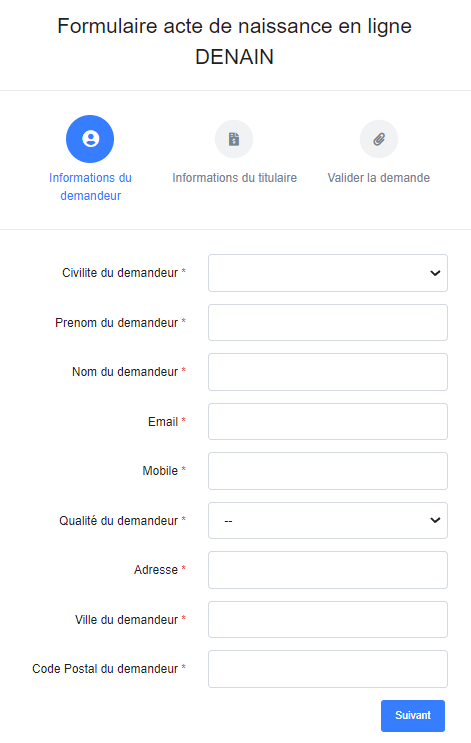 Formulaire acte de naissance en ligne
DENAIN
Informations du
demandeur
Informations du titulaire
Valider la demande
Civilite du demandeur *
Prenom du demandeur *
Nom du demandeur *
Email *
Mobile *
Qualité du demandeur *
--
Adresse *
Ville du demandeur *
Code Postal du demandeur *
Suivant